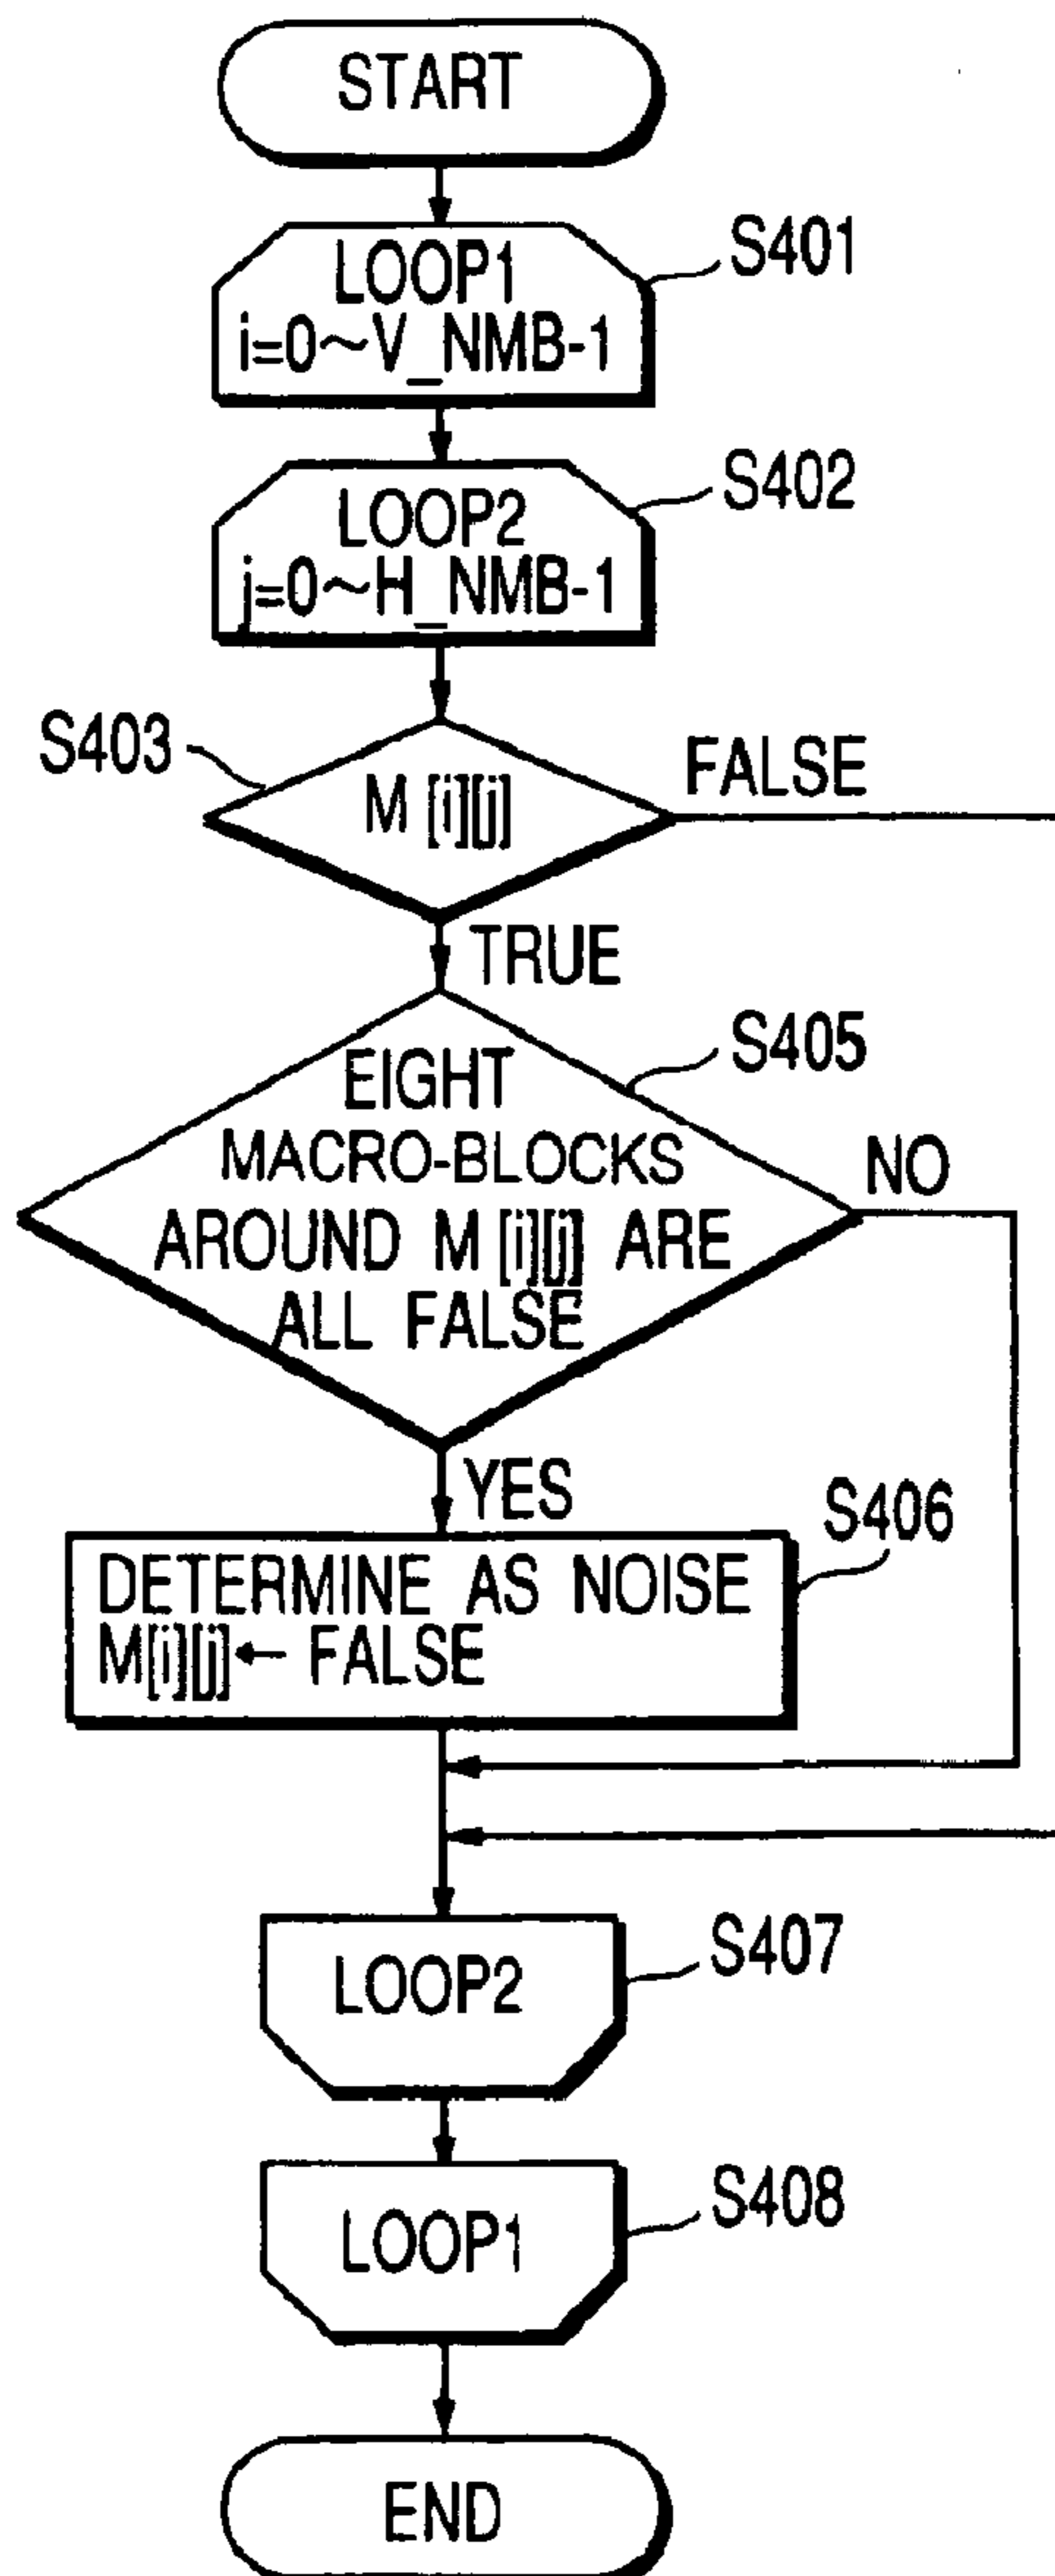 START
LOOP1
i=0~V_NMB-1
S401
LOOP2
j=0~H_NMB-1
S402
S403
M [i][j]
FALSE
TRUE
EIGHT
MACRO-BLOCKS
AROUND M [i][j] ARE
ALL FALSE
S405
NO
YES
S406
DETERMINE AS NOISE
M[i][j]← FALSE
LOOP2
S407
LOOP1
S408
END